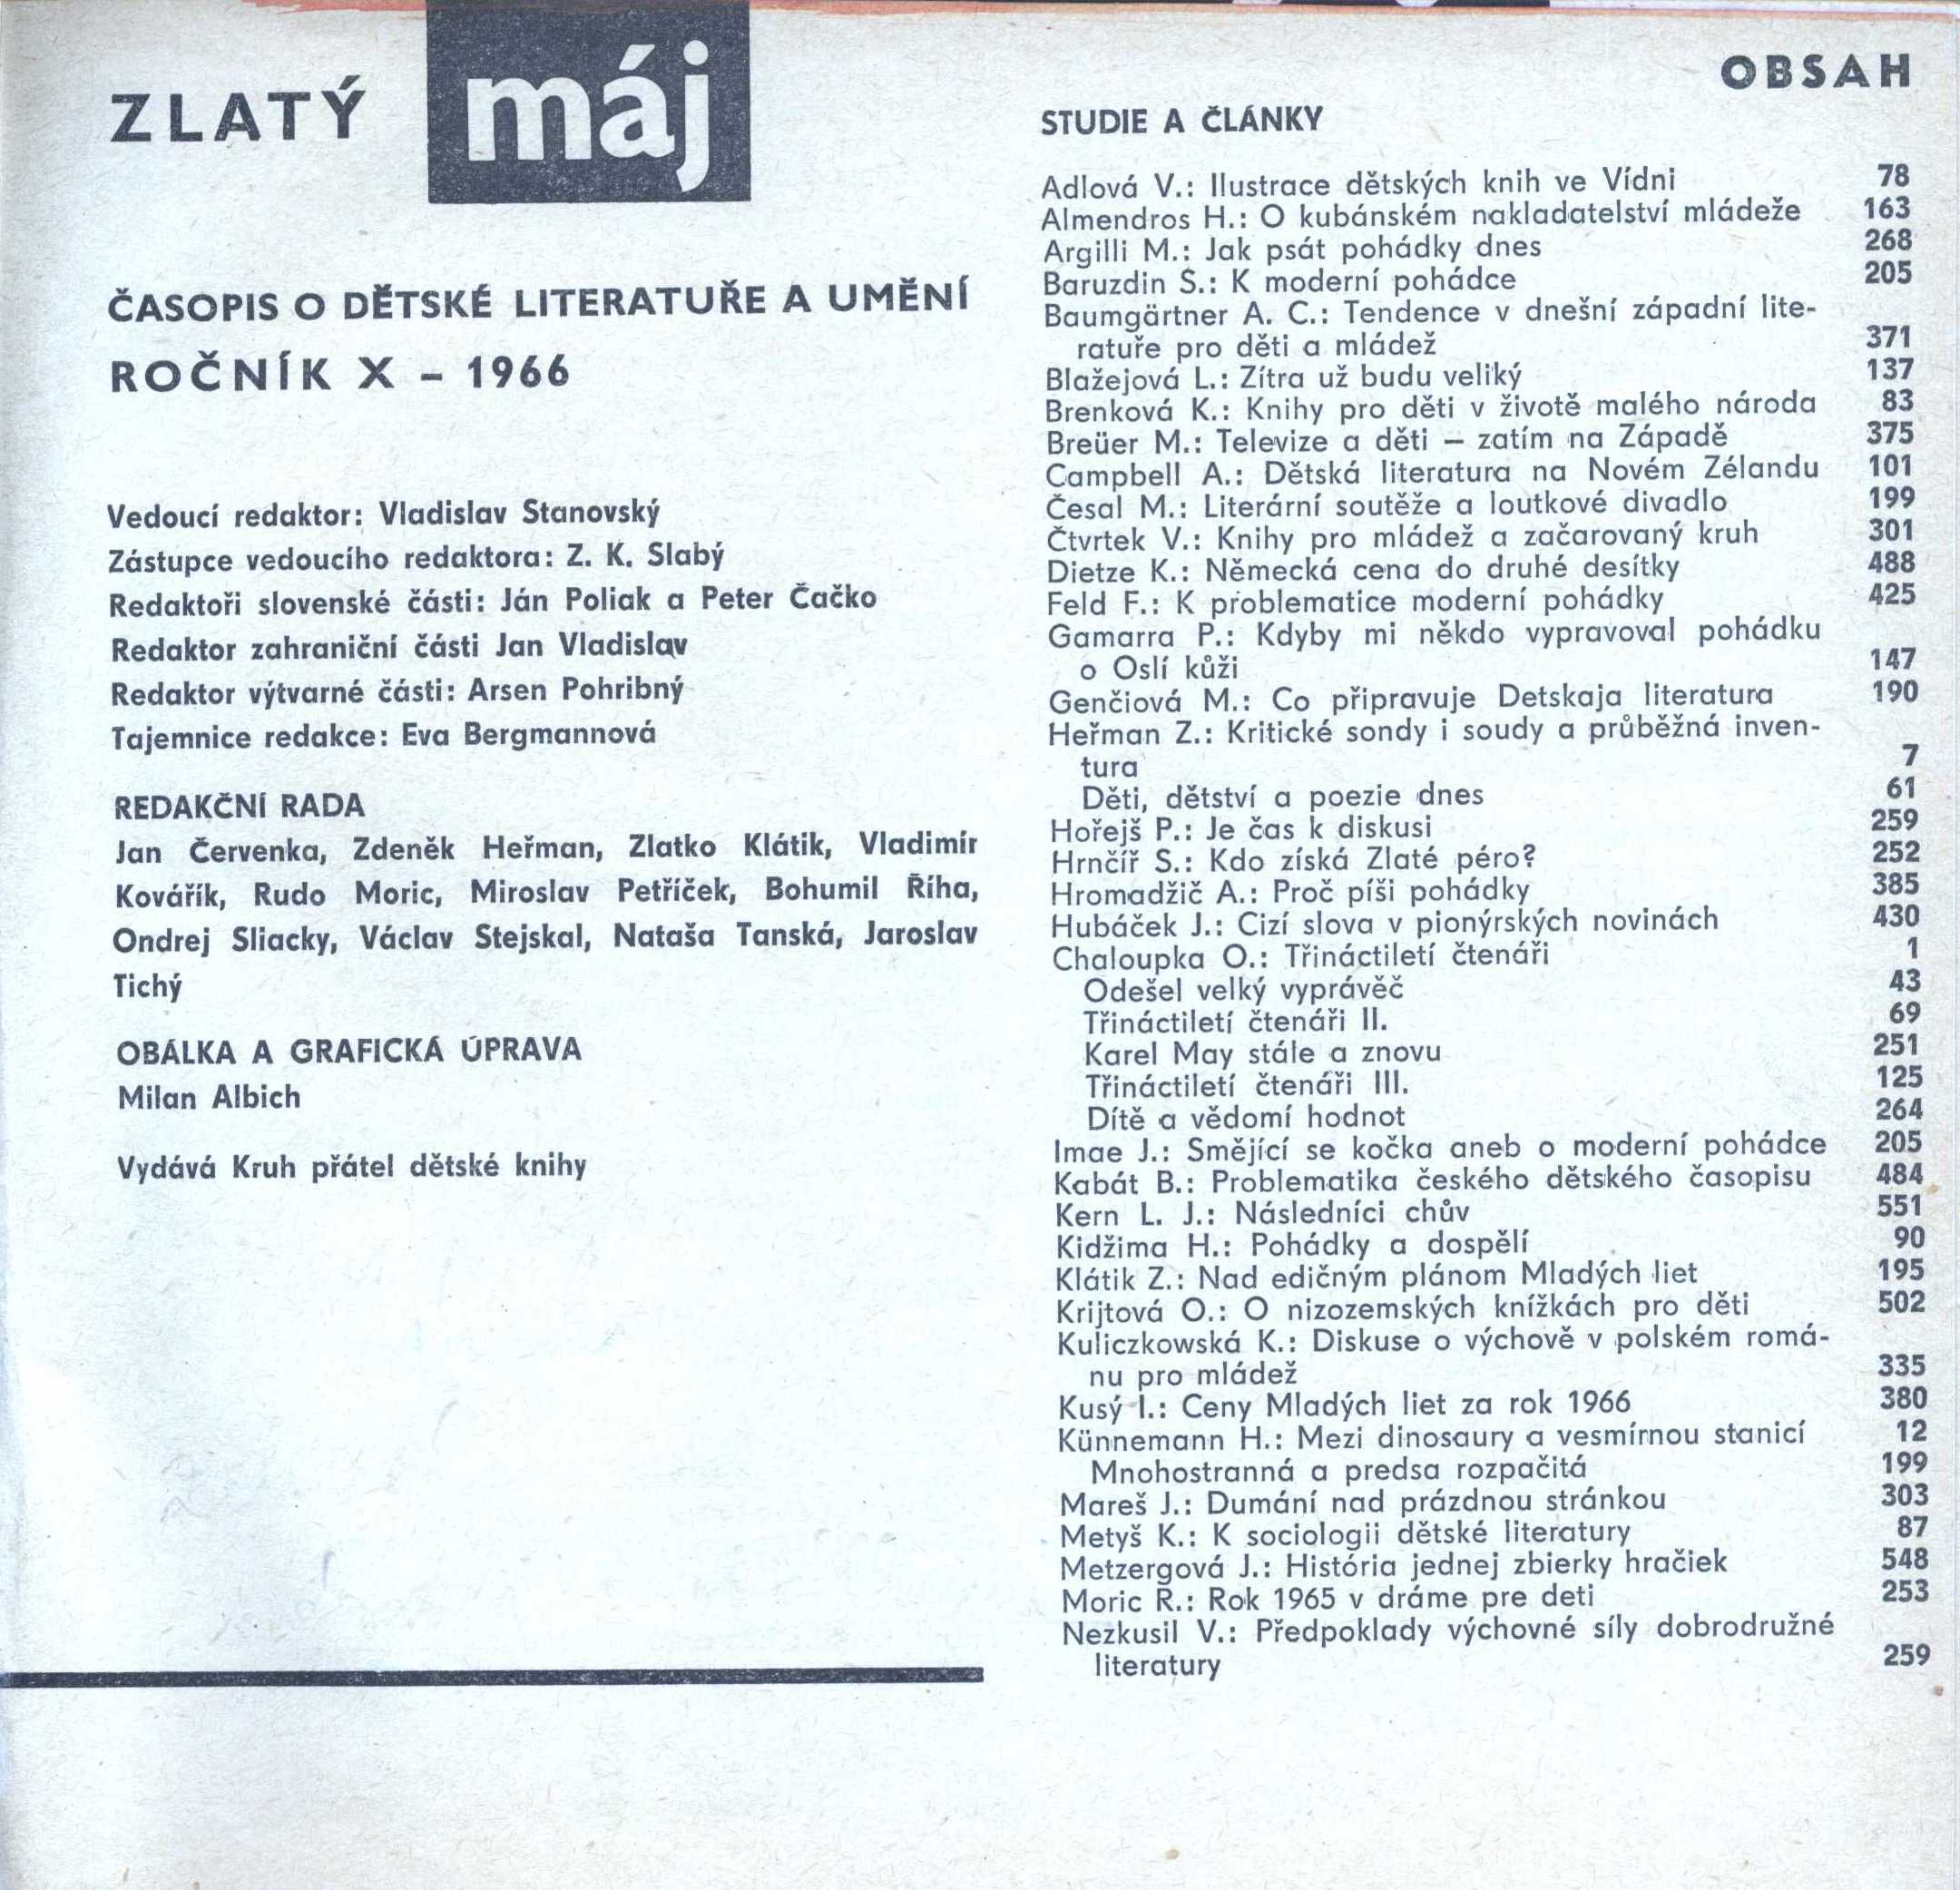 ZLATÝ máj
ČASOPIS O DĚTSKÉ LITERATUŘE A UMĚNÍ
ROČNÍK X – 1966
Vedoucí redaktor: Vladislav Stanovský
Zástupce vedoucího redaktora: Z. K. Slabý
Redaktoři slovenské části: Ján Poliak a Peter Čačko
Redaktor zahraniční části Jan Vladislav
Redaktor výtvarné části: Arsen Pohribný
Tajemnice redakce: Eva Bergmannová
REDAKČNÍ RADA
Jan Červenka, Zdeněk Heřman, Zlatko Klátik, Vladimír
Kovářík, Rudo Moric, Miroslav Petříček, Bohumil Říha,
Ondrej Sliacky, Václav Stejskal, Nataša Tanská, Jaroslav
Tichý
OBÁLKA A GRAFICKÁ ÚPRAVA
Milan Albich
Vydává Kruh přátel dětské knihy
OBSAH
STUDIE A ČLÁNKY
Adlová V.: Ilustrace dětských knih ve Vídni 78
Almendros H.: O kubánském nakladatelství mládeže 163
Argilli M.: Jak psát pohádky dnes 268
Baruzdin S.: K moderní pohádce 205
Baumgärtner A. C.: Tendence v dnešní západní lite-
ratuře pro děti a mládež 371
Blažejová L.: Zítra už budu veliký 137
Brenková K.: Knihy pro děti v životě malého národa 83
Breüer M.: Televize a děti – zatím na Západě 375
Campbell A.: Dětská literatura na Novém Zélandu 101
Česal M.: Literární soutěže a loutkové divadlo 199
Čtvrtek V.: Knihy pro mládež a začarovaný kruh 301
Dietze K.: Německá cena do druhé desítky 488
Feld F.: K problematice moderní pohádky 425
Gamarra P.: Kdyby mi někdo vypravoval pohádku
o Oslí kůži 147
Genčiová M.: Co připravuje Detskaja literatura 190
Heřman Z.: Kritické sondy i soudy a průběžná inven-
tura 7
Děti, dětství a poezie dnes 61
Hořejš P.: Je čas k diskusi 259
Hrnčíř S.: Kdo získá Zlaté péro? 252
Hromadžič A.: Proč píši pohádky 385
Hubáček J.: Cizí slova v pionýrských novinách 430
Chaloupka O.: Třináctiletí čtenáři 1
Odešel velký vyprávěč 43
Třináctiletí čtenáři II. 69
Karel May stále a znovu 251
Třináctiletí čtenáři III. 125
Dítě a vědomí hodnot 264
Imae J.: Smějící se kočka aneb o moderní pohádce 205
Kabát B.: Problematika českého dětského časopisu 484
Kern L. J.: Následníci chův 551
Kidžima H.: Pohádky a dospělí 90
Klátik Z.: Nad edičným plánom Mladých liet 195
Krijtová O.: O nizozemských knížkách pro děti 502
Kuliczkowská K.: Diskuse o výchově v polském romá-
nu pro mládež 335
Kusý I.: Ceny Mladých liet za rok 1966 380
Künnemann H.: Mezi dinosaury a vesmírnou stanicí 12
Mnohostranná a predsa rozpačitá 199
Mareš J.: Dumání nad prázdnou stránkou 303
Metyš K.: K sociologii dětské literatury 87
Metzergová J.: História jednej zbierky hračiek 548
Moric R.: Rok 1965 v dráme pre deti 253
Nezkusil V.: Předpoklady výchovné síly dobrodružné
literatury 259